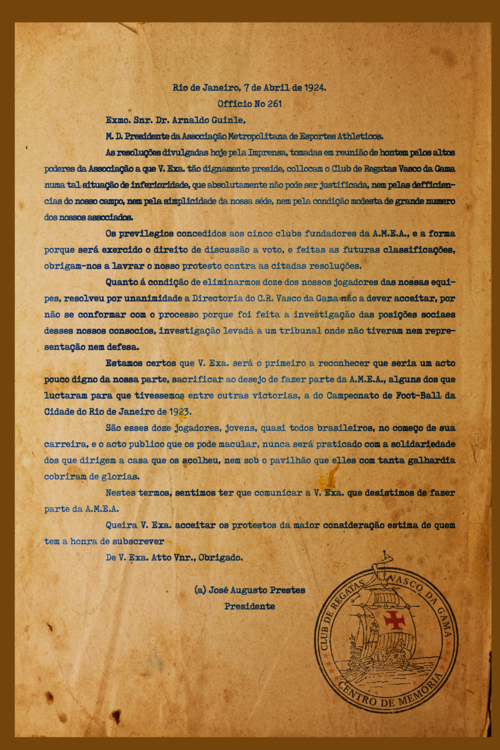 Rio de Janeiro, 7 de Abril de 1924.
Officio No 261
Exmo. Snr. Dr. Arnaldo Guinle,
M. D. Presidente da Associação Metropolitana de Esportes Athleticos.
As resoluções divulgadas hoje pela Imprensa, tomadas em reunião de hontem pelos altos
poderes da Associação a que V. Exa. tão dignamente preside, collocam o Club de Regatas Vasco da Gama
numa tal situação de inferioridade, que absolutamente não pode ser justificada, nem pelas defficien-
cias do nosso campo, nem pela simplicidade da nossa séde, nem pela condição modesta de grande numero
dos nossos associados.
Os previlegios concedidos aos cinco clubs fundadores da A.M.E.A., e a forma
porque será exercido o direito de discussão a voto, e feitas as futuras classificações,
obrigam-nos a lavrar o nosso protesto contra as citadas resoluções.
Quanto á condição de eliminarmos doze dos nossos jogadores das nossas equi-
pes, resolveu por unanimidade a Directoria do C.R. Vasco da Gama não a dever acceitar, por
não se conformar com o processo porque foi feita a investigação das posições sociaes
desses nossos consocios, investigação levada a um tribunal onde não tiveram nem repre-
sentação nem defesa.
Estamos certos que V. Exa. será o primeiro a reconhecer que seria um acto
pouco digno da nossa parte, sacrificar ao desejo de fazer parte da A.M.E.A., alguns dos que
luctaram para que tivessemos entre outras victorias, a do Campeonato de Foot-Ball da
Cidade do Rio de Janeiro de 1923.
São esses doze jogadores, jovens, quasi todos brasileiros, no começo de sua
carreira, e o acto publico que os pode macular, nunca será praticado com a solidariedade
dos que dirigem a casa que os acolheu, nem sob o pavilhão que elles com tanta galhardia
cobriram de glorias.
Nestes termos, sentimos ter que comunicar a V. Exa. que desistimos de fazer
parte da A.M.E.A.
Queira V. Exa. acceitar os protestos da maior consideração estima de quem
tem a honra de subscrever
De V. Exa. Atto Vnr., Obrigado.
(a) José Augusto Prestes
Presidente
CLUB DE REGATAS VASCO DA GAMA
CENTRO DE MEMÓRIA